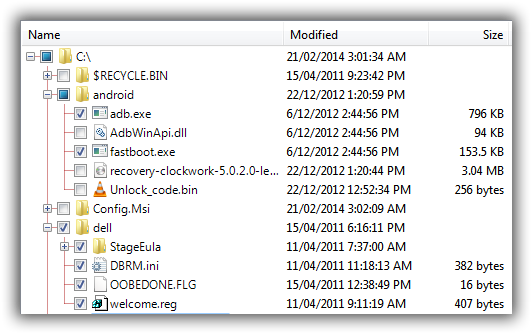 Name Modified Size
C:\ 21/02/2014 3:01:34 AM
$RECYCLE.BIN 15/04/2011 9:23:42 PM
android 22/12/2012 1:20:59 PM
adb.exe 6/12/2012 2:44:56 PM 796 KB
AdbWinApi.dll 6/12/2012 2:44:56 PM 94 KB
fastboot.exe 6/12/2012 2:44:56 PM 153.5 KB
recovery-clockwork-5.0.2.0-le... 22/12/2012 1:20:44 PM 3.04 MB
Unlock_code.bin 22/12/2012 12:52:34 PM 256 bytes
Config.Msi 21/02/2014 3:02:09 AM
dell 15/04/2011 6:16:11 PM
StageEula 11/04/2011 7:37:00 AM
DBRM.ini 11/04/2011 11:18:13 AM 382 bytes
OOBEDONE.FLG 15/04/2011 12:38:49 PM 16 bytes
welcome.reg 11/04/2011 9:11:19 AM 407 bytes